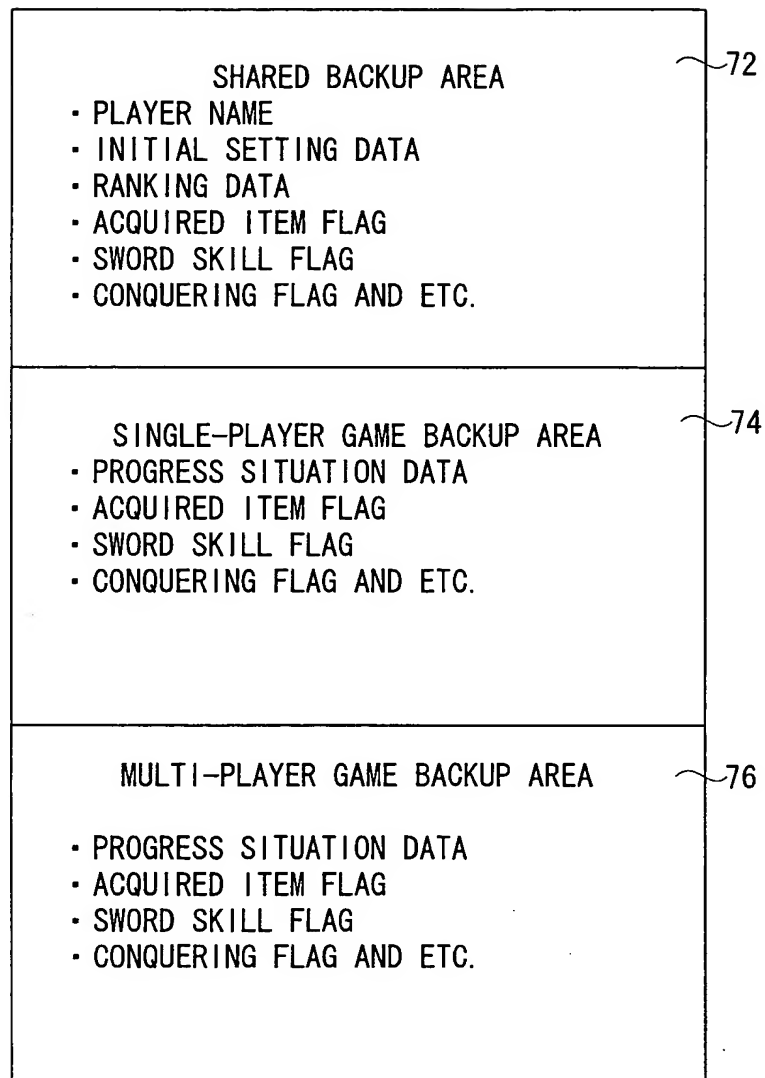 SHARED BACKUP AREA 72
・PLAYER NAME
・INITIAL SETTING DATA
・RANKING DATA
・ACQUIRED ITEM FLAG
・SWORD SKILL FLAG
・CONQUERING FLAG AND ETC.
SINGLE-PLAYER GAME BACKUP AREA 74
・PROGRESS SITUATION DATA
・ACQUIRED ITEM FLAG
・SWORD SKILL FLAG
・CONQUERING FLAG AND ETC.
MULTI-PLAYER GAME BACKUP AREA 76
・PROGRESS SITUATION DATA
・ACQUIRED ITEM FLAG
・SWORD SKILL FLAG
・CONQUERING FLAG AND ETC.